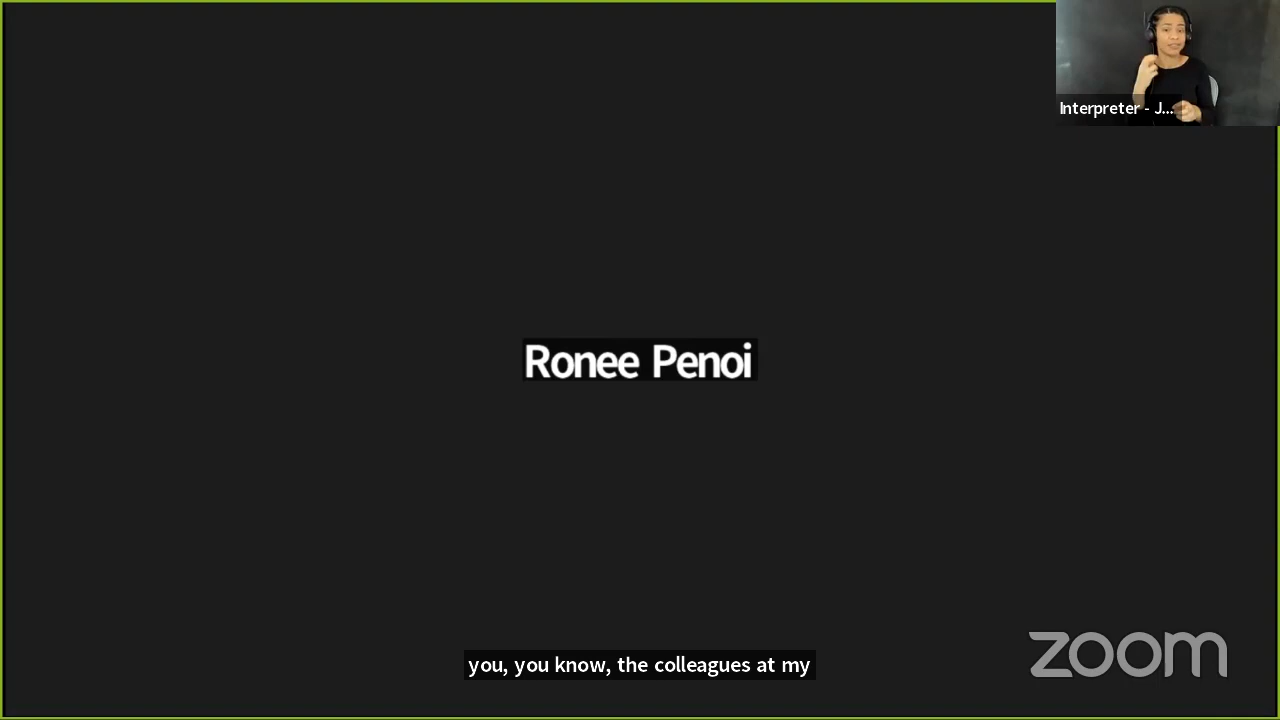 Interpreter - J...
Ronee Penoi
you, you know, the colleagues at my
zoom